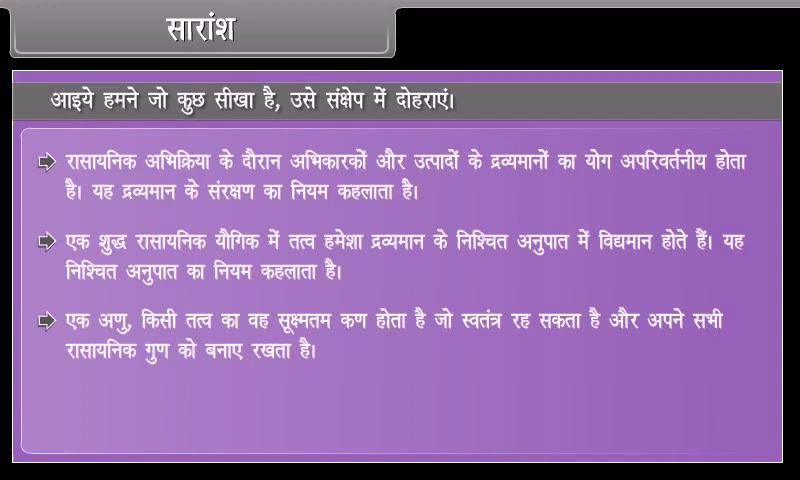 सारांश
आइये हमने जो कुछ सीखा है, उसे संक्षेप में दोहराएं।
रासायनिक अभिक्रिया के दौरान अभिकारकों और उत्पादों के द्रव्यमानों का योग अपरिवर्तनीय होता
है। यह द्रव्यमान के संरक्षण का नियम कहलाता है।
एक शुद्ध रासायनिक यौगिक में तत्व हमेशा द्रव्यमान के निश्चित अनुपात में विद्यमान होते हैं। यह
निश्चित अनुपात का नियम कहलाता है।
एक अणु, किसी तत्व का वह सूक्ष्मतम कण होता है जो स्वतंत्र रह सकता है और अपने सभी
रासायनिक गुण को बनाए रखता है।